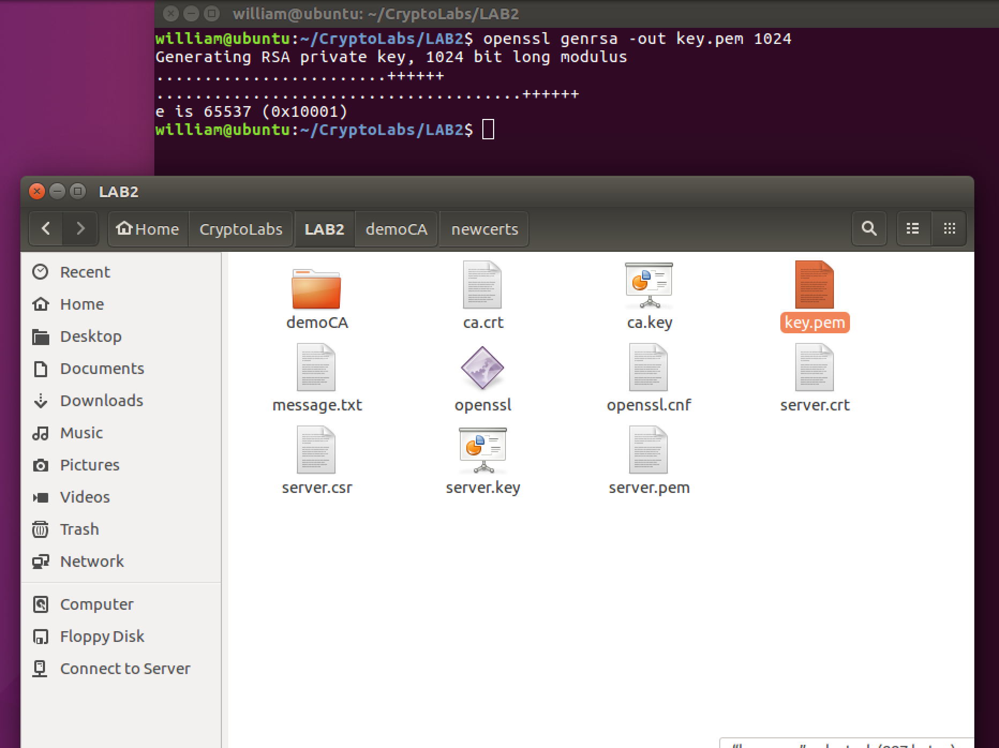 william@ubuntu: ~/CryptoLabs/LAB2
william@ubuntu:~/CryptoLabs/LAB2$ openssl genrsa -out key.pem 1024
Generating RSA private key, 1024 bit long modulus
........................++++++
......................................++++++
e is 65537 (0x10001)
william@ubuntu:~/CryptoLabs/LAB2$
LAB2
Home CryptoLabs LAB2 demoCA newcerts
Recent
Home
Desktop
Documents
Downloads
Music
Pictures
Videos
Trash
Network
Computer
Floppy Disk
Connect to Server
demoCA ca.crt ca.key key.pem
message.txt openssl openssl.cnf server.crt
server.csr server.key server.pem